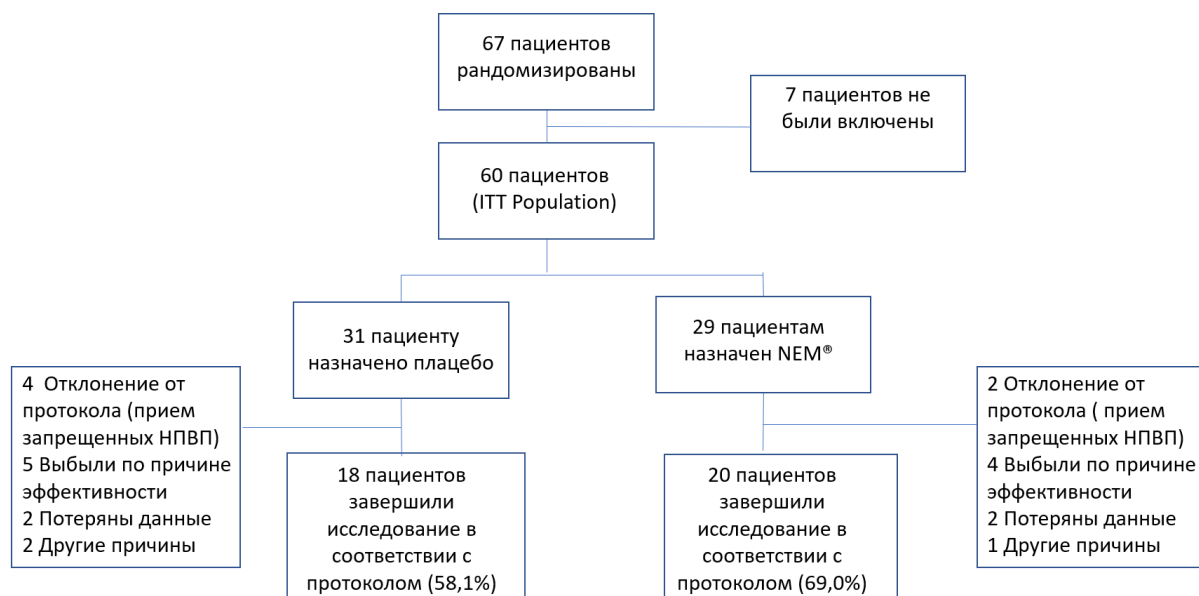 67 пациентов
рандомизированы
7 пациентов не
были включены
60 пациентов
(ITT Population)
31 пациенту
назначено плацебо
29 пациентам
назначен NEM®
4 Отклонение от
протокола (прием
запрещенных НПВП)
5 Выбыли по причине
эффективности
2 Потеряны данные
2 Другие причины
18 пациентов
завершили
исследование в
соответствии с
протоколом (58,1%)
20 пациентов
завершили
исследование в
соответствии с
протоколом (69,0%)
2 Отклонение от
протокола ( прием
запрещенных НПВП)
4 Выбыли по причине
эффективности
2 Потеряны данные
1 Другие причины